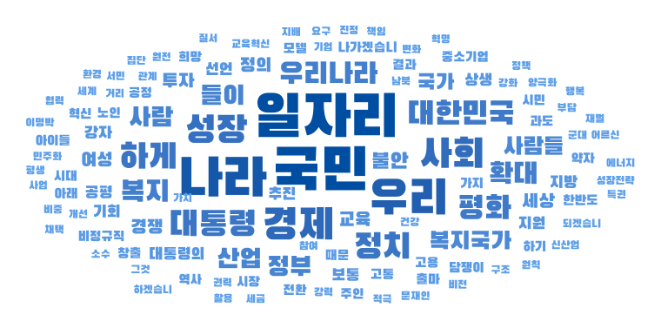 지배 요구 진정 책임
질서 교육혁신 모델 기업 나가겠습니 변화 혁명
집단 원전 희망 선언 정의 우리나라 결과 중소기업
환경 서민 관계 투자 남북 국가 상생 강화 양극화 정책
세계 거리 공정 들이 일자리 대한민국 시민 행복
협력 혁신 노인 사람 부담
이명박 강자 성장 과도 재벌
아이들 군대 어르신
민주화 여성 하게 나라 국민 불안 사회 사람들 약자 에너지
평생 시대 확대 지방 성장전략
사업 아래 공평 복지 가치 추진 우리 가지 평화 세상 한반도 특권
비중 개선 기회 대통령 경제 교육 건강 지원 되겠습니
채택 비정규직 경쟁 참여 정치 복지국가 하기 신산업
소수 창출 대통령의 산업 정부 때문 고용 담쟁이 구조 원칙
그것 역사 권력 시장 보통 고통 출마 비전
하겠습니 활용 세금 전환 강력 주인 적극 문재인